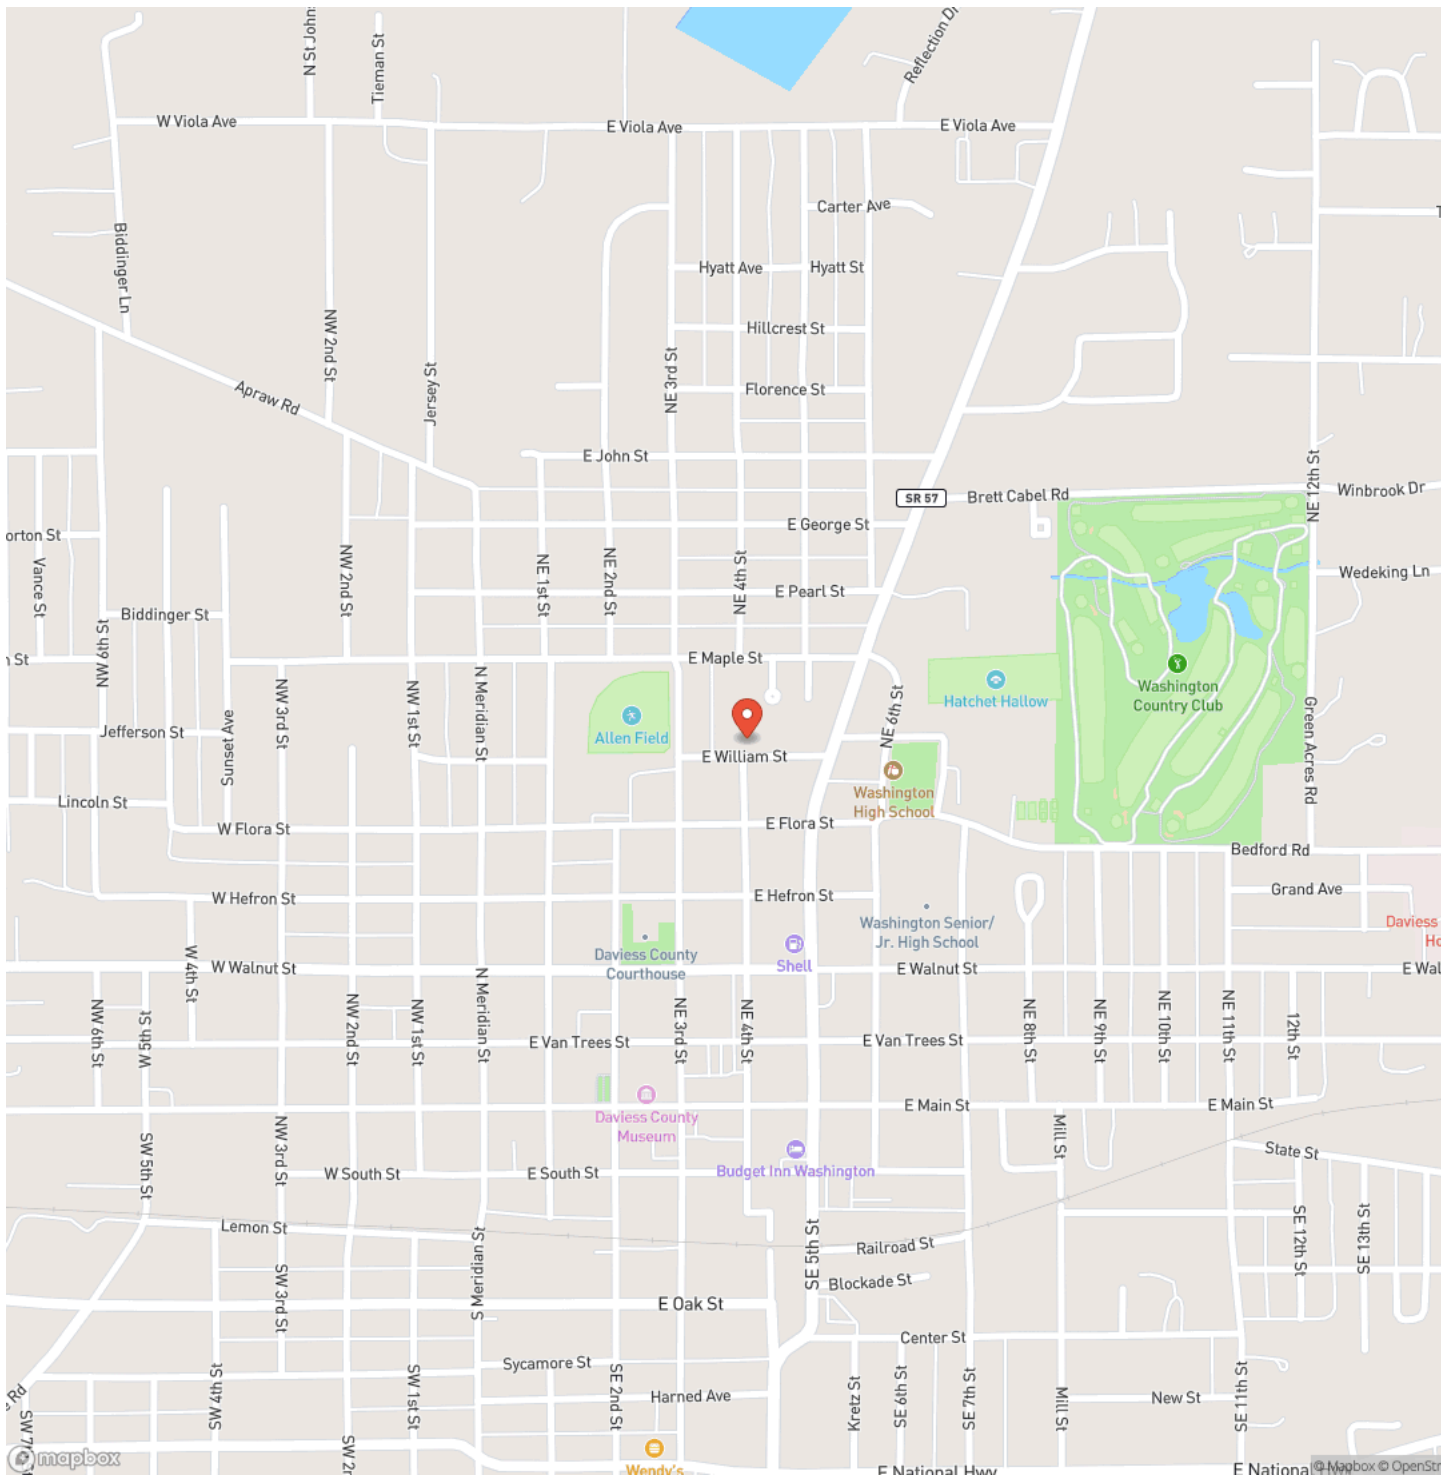 N St John
Tieman St
Reflection Dr
W Viola Ave
E Viola Ave
E Viola Ave
Carter Ave
Biddinger Ln
Hyatt Ave
Hyatt St
NW 2nd St
Hillcrest St
Jersey St
NE 3rd St
Apraw Rd
Florence St
E John St
NE 12th St
SR 57
Brett Cabel Rd
Winbrook Dr
E George St
orton St
Vance St
NW 2nd St
NE 1st St
NE 2nd St
NE 4th St
E Pearl St
Wedeking Ln
Biddinger St
NW 6th St
n St
E Maple St
NW 3rd St
NW 1st St
N Meridian St
NE 6th St
Hatchet Hallow
Washington
Country Club
Jefferson St
Sunset Ave
Allen Field
Green Acres Rd
E William St
Lincoln St
Washington
High School
W Flora St
E Flora St
Bedford Rd
W Hefron St
E Hefron St
Grand Ave
Washington Senior/
Jr. High School
Daviess
Ho
W 4th St
Daviess County
Courthouse
W Walnut St
Shell
E Walnut St
E Wal
NW 6th St
W 5th St
NW 2nd St
NW 1st St
N Meridian St
NE 3rd St
NE 4th St
NE 8th St
NE 9th St
NE 10th St
NE 11th St
12th St
E Van Trees St
E Van Trees St
Daviess County
Museum
E Main St
E Main St
SW 5th St
NW 3rd St
Mill St
State St
W South St
E South St
Budget Inn Washington
Lemon St
S Meridian St
SE 5th St
Railroad St
SE 12th St
SE 13th St
SW 3rd St
Blockade St
E Oak St
Center St
Sycamore St
SW 4th St
SW 1st St
SE 2nd St
Harned Ave
Kretz St
SE 6th St
SE 7th St
Mill St
New St
SE 11th St
e Rd
SW 7
SW 2n
Wendy's
E National Hwy
E National
mapbox
© Mapbox © OpenStr